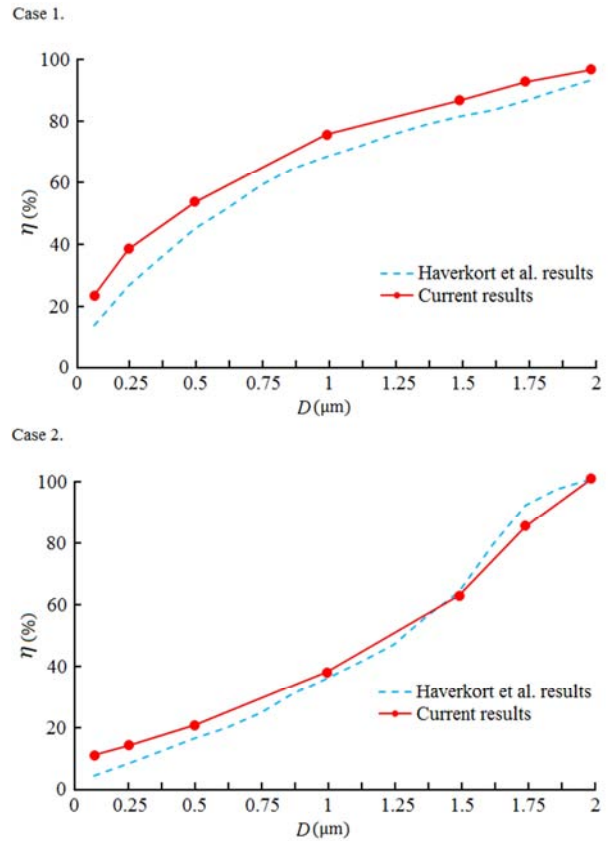 Case 1.
100
80
60
40
20
0
η (%)
Haverkort et al. results
Current results
0 0.25 0.5 0.75 1 1.25 1.5 1.75 2
D (μm)
Case 2.
100
80
60
40
20
0
η (%)
Haverkort et al. results
Current results
0 0.25 0.5 0.75 1 1.25 1.5 1.75 2
D (μm)